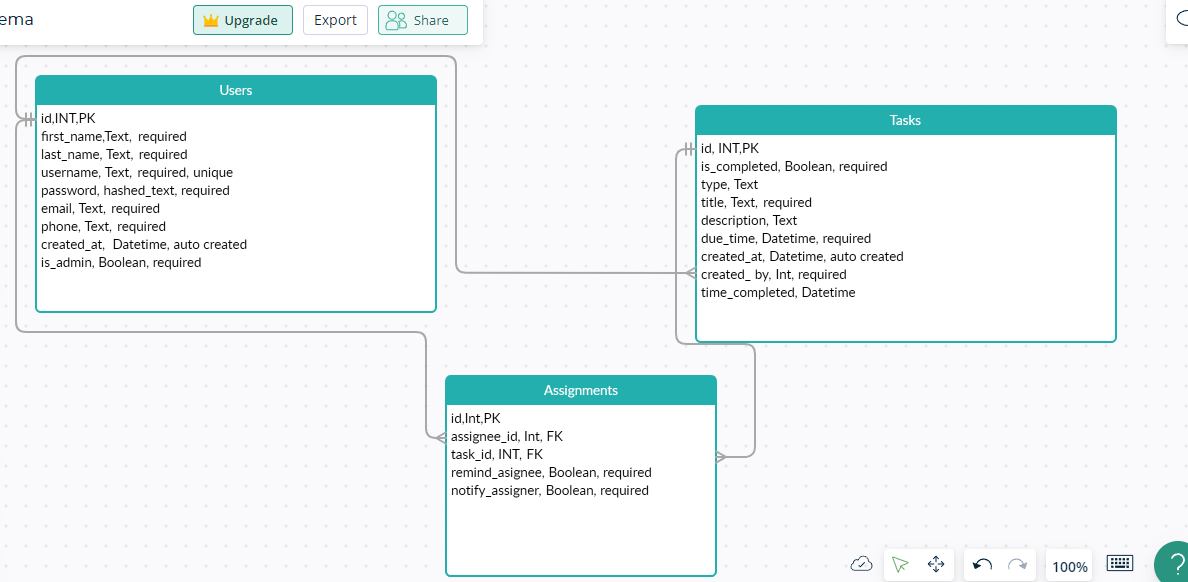 ema
Upgrade
Export
Share
Users
id,INT,PK
first_name,Text, required
last_name, Text, required
username, Text, required, unique
password, hashed_text, required
email, Text, required
phone, Text, required
created_at, Datetime, auto created
is_admin, Boolean, required
Tasks
id, INT,PK
is_completed, Boolean, required
type, Text
title, Text, required
description, Text
due_time, Datetime, required
created_at, Datetime, auto created
created_ by, Int, required
time_completed, Datetime
Assignments
id,Int,PK
assignee_id, Int, FK
task_id, INT, FK
remind_asignee, Boolean, required
notify_assigner, Boolean, required
100%
?